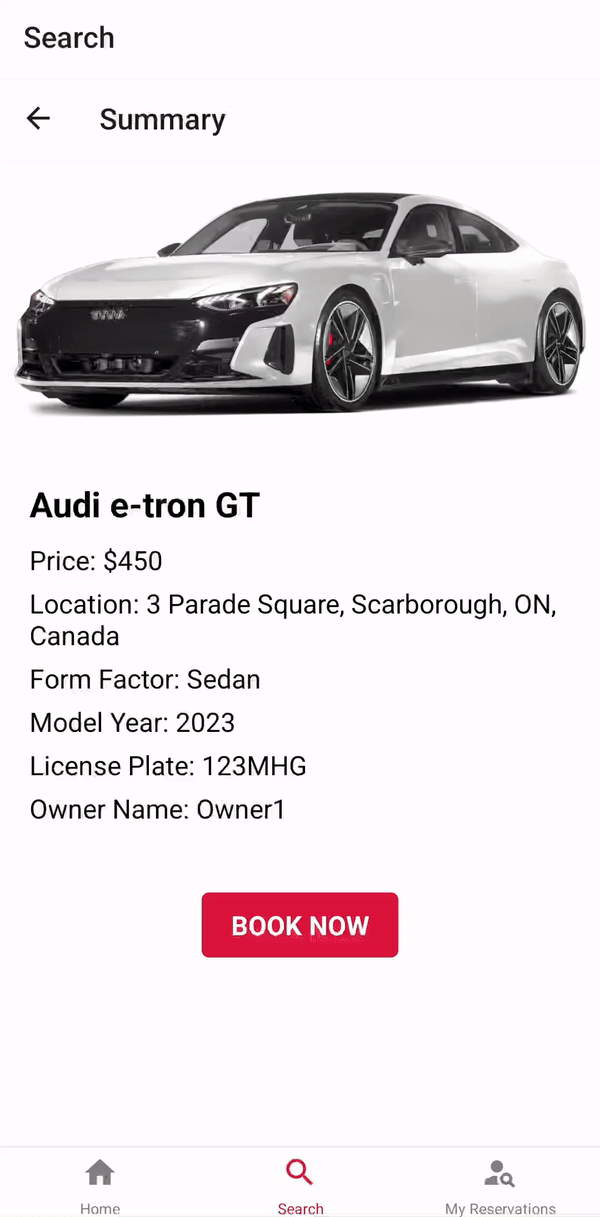 Search
Summary
Audi e-tron GT
Price: $450
Location: 3 Parade Square, Scarborough, ON,
Canada
Form Factor: Sedan
Model Year: 2023
License Plate: 123MHG
Owner Name: Owner1
BOOK NOW
Home
Search
My Reservations